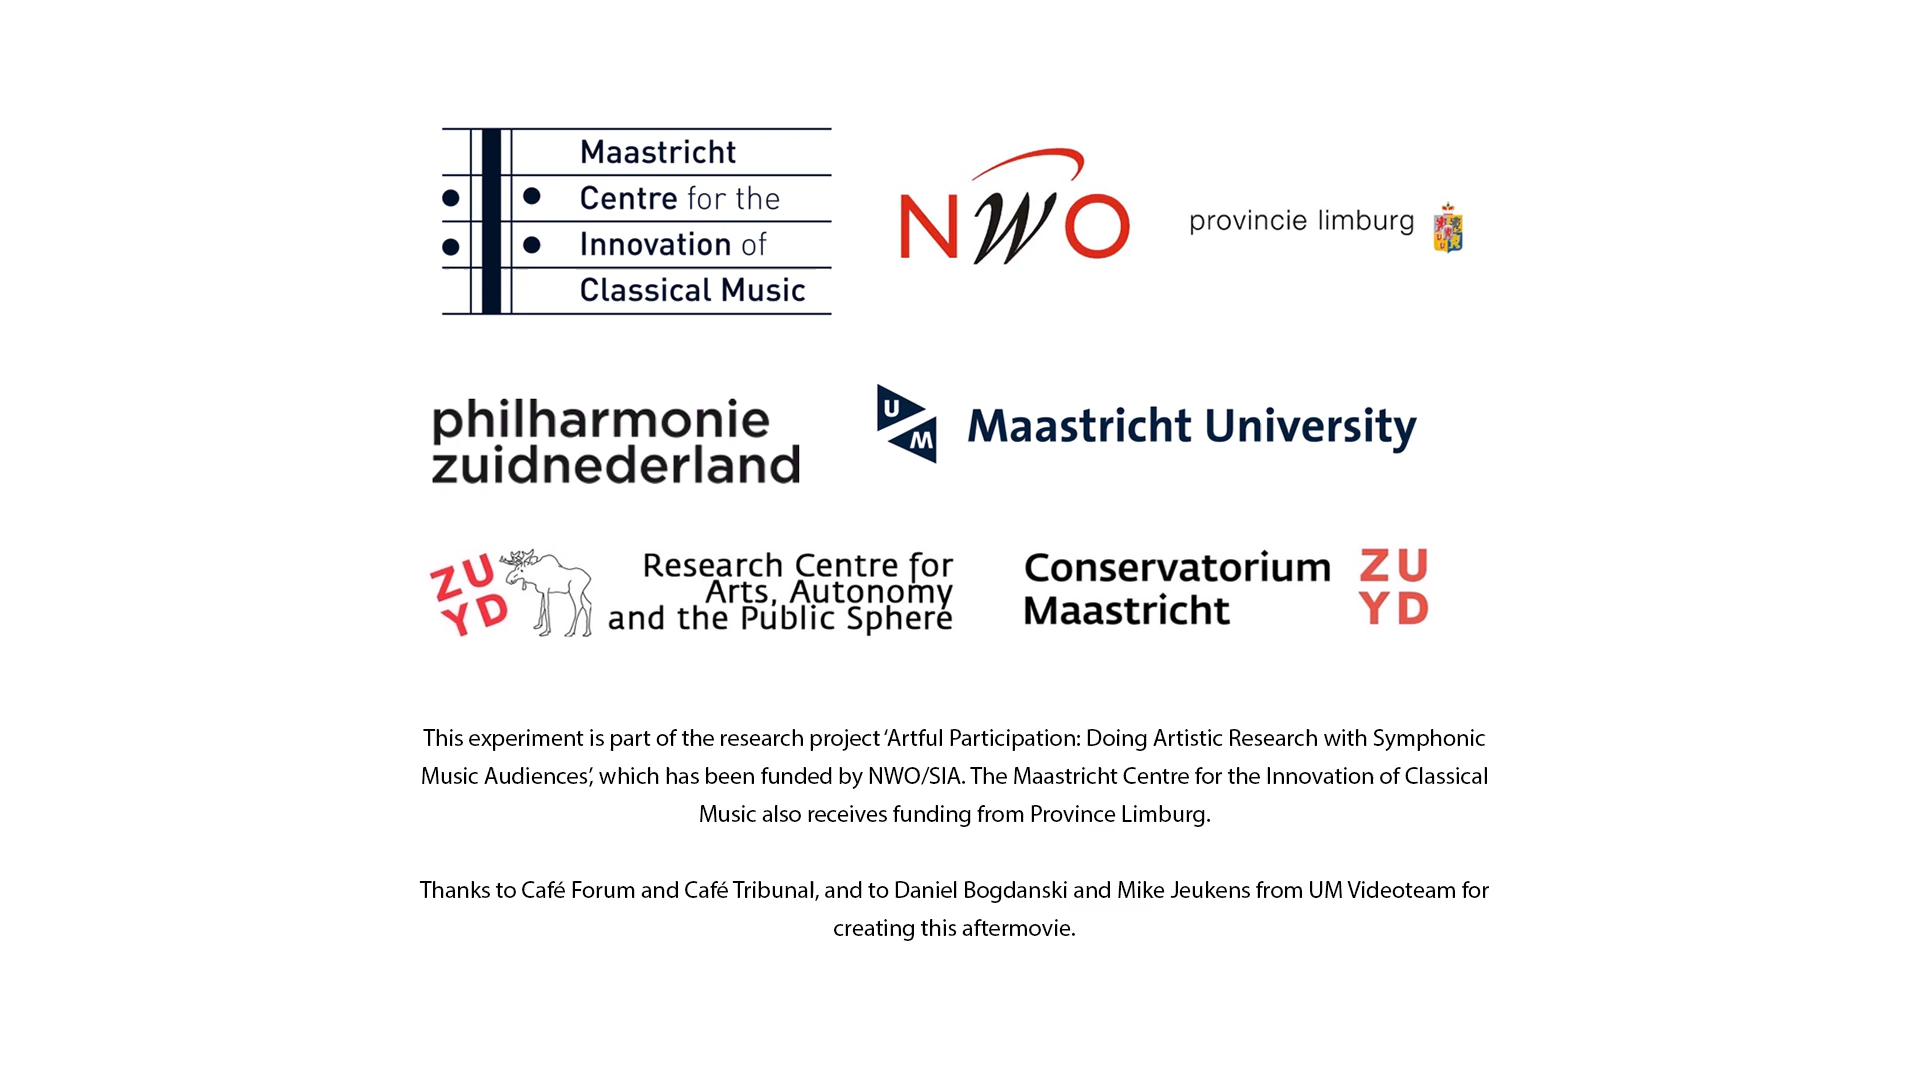 Maastricht
Centre for the
Innovation of
Classical Music
NWO
provincie limburg
philharmonie
zuidnederland
UM
Maastricht University
ZU
YD
Research Centre for
Arts, Autonomy
and the Public Sphere
Conservatorium
Maastricht
ZU
YD
This experiment is part of the research project ‘Artful Participation: Doing Artistic Research with Symphonic
Music Audiences’, which has been funded by NWO/SIA. The Maastricht Centre for the Innovation of Classical
Music also receives funding from Province Limburg.
Thanks to Café Forum and Café Tribunal, and to Daniel Bogdanski and Mike Jeukens from UM Videoteam for
creating this aftermovie.